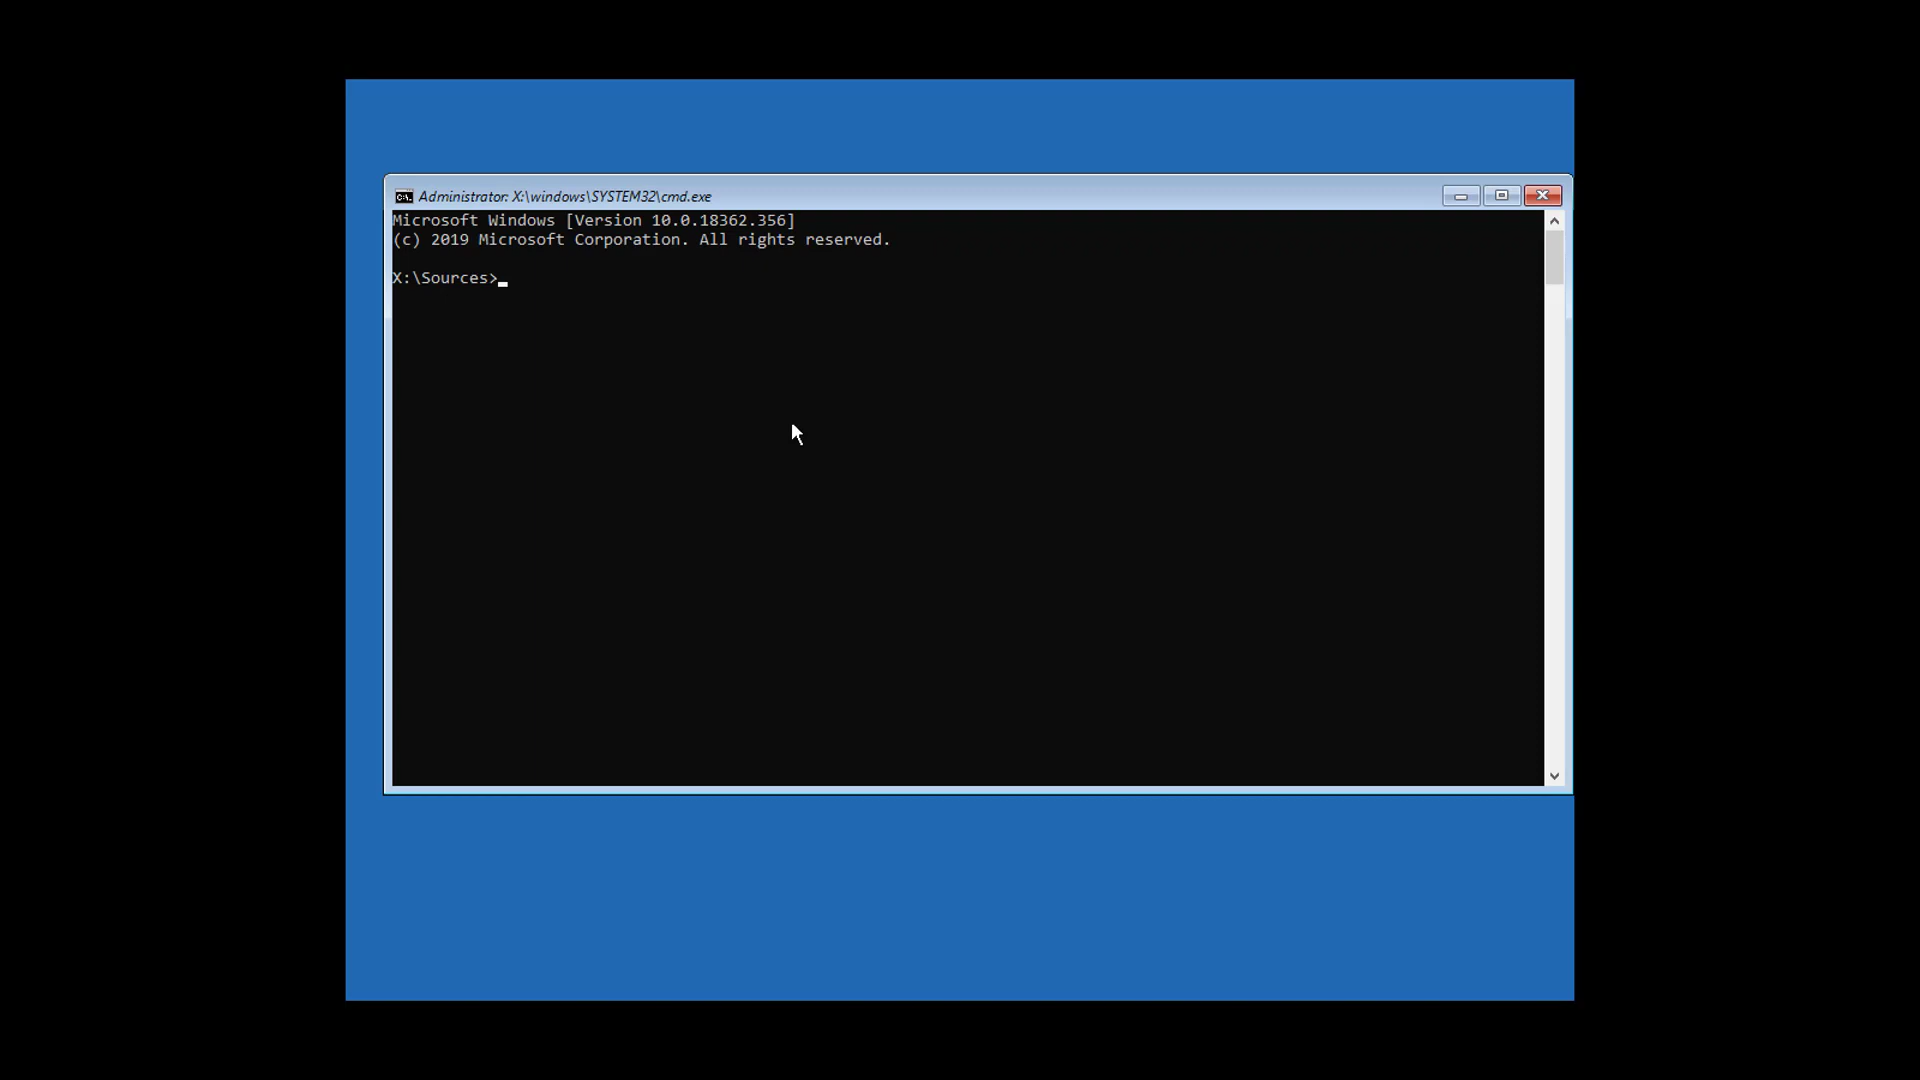 Administrator: X:\windows\SYSTEM32\cmd.exe
Microsoft Windows [Version 10.0.18362.356]
(c) 2019 Microsoft Corporation. All rights reserved.
X:\Sources>